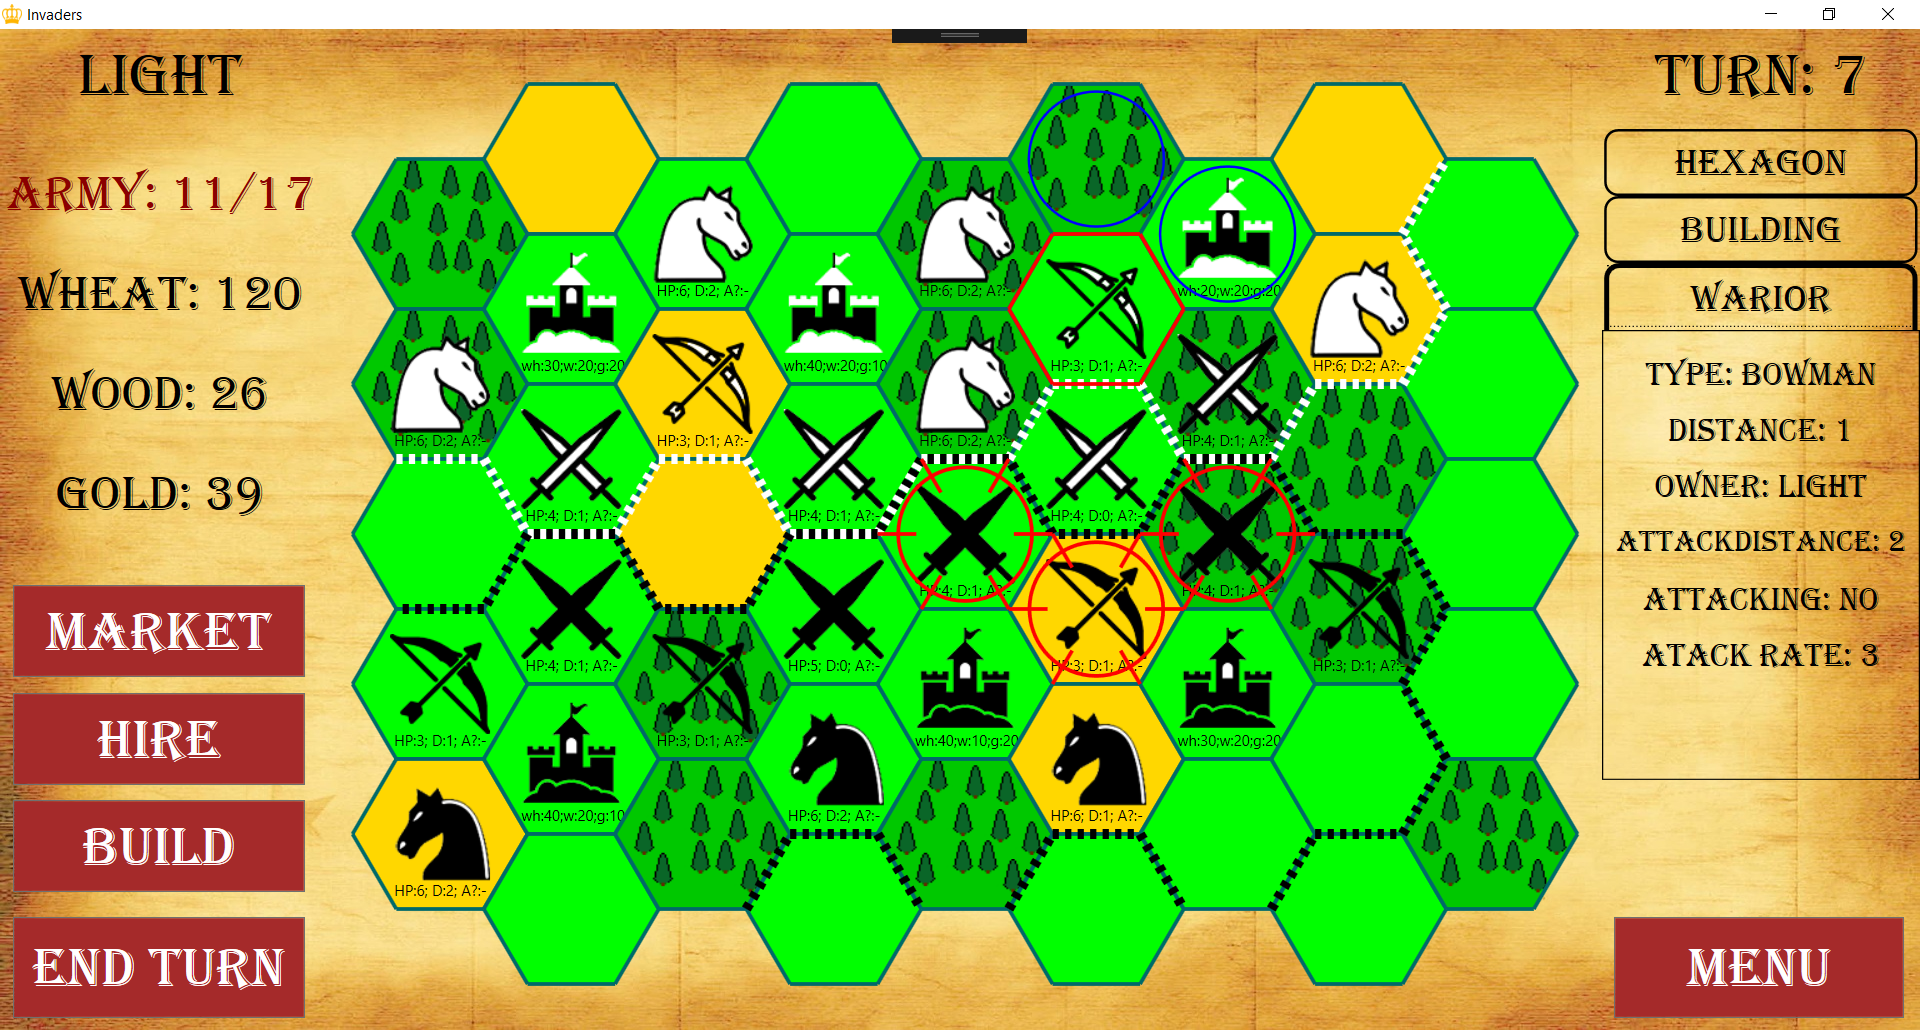 Invaders
LIGHT
TURN: 7
ARMY: 11/17
WHEAT: 120
WOOD: 26
GOLD: 39
MARKET
HIRE
BUILD
END TURN
HEXAGON
BUILDING
WARIOR
TYPE: BOWMAN
DISTANCE: 1
OWNER: LIGHT
ATTACKDISTANCE: 2
ATTACKING: NO
ATACK RATE: 3
MENU
HP:6; D:2; A?:-
HP:6; D:2; A?:-
wh:20;w:20;g:20
wh:30;w:20;g:20
wh:40;w:20;g:10
HP:3; D:1; A?:-
HP:6; D:2; A?:-
HP:6; D:2; A?:-
HP:3; D:1; A?:-
HP:6; D:2; A?:-
HP:4; D:1; A?:-
HP:4; D:1; A?:-
HP:4; D:1; A?:-
HP:4; D:0; A?:-
HP:4; D:1; A?:-
HP:4; D:1; A?:-
HP:4; D:1; A?:-
HP:5; D:0; A?:-
HP:3; D:1; A?:-
HP:3; D:1; A?:-
HP:3; D:1; A?:-
HP:3; D:1; A?:-
wh:40;w:10;g:20
wh:30;w:20;g:20
wh:40;w:20;g:10
HP:6; D:2; A?:-
HP:6; D:1; A?:-
HP:6; D:2; A?:-